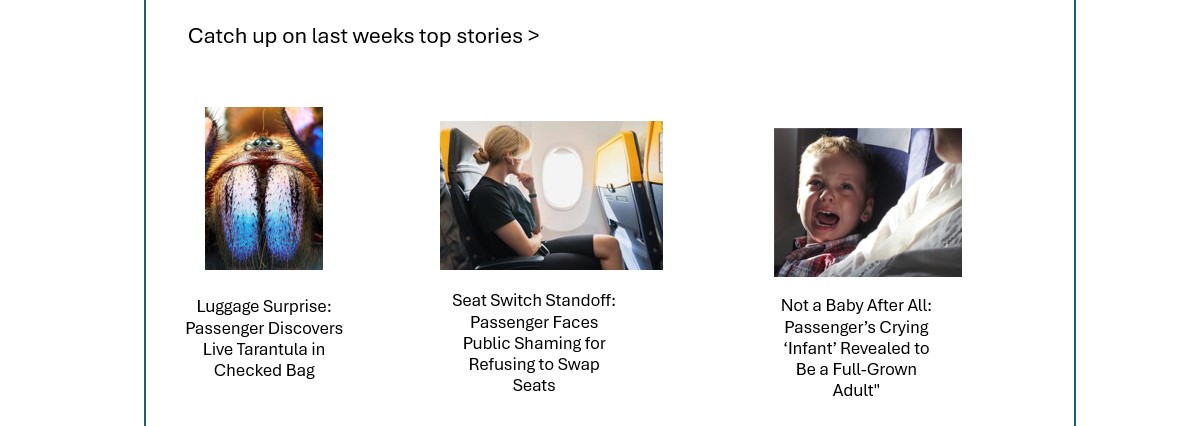 Catch up on last weeks top stories >
Luggage Surprise:
Passenger Discovers
Live Tarantula in
Checked Bag
Seat Switch Standoff:
Passenger Faces
Public Shaming for
Refusing to Swap
Seats
Not a Baby After All:
Passenger’s Crying
‘Infant’ Revealed to
Be a Full-Grown
Adult"